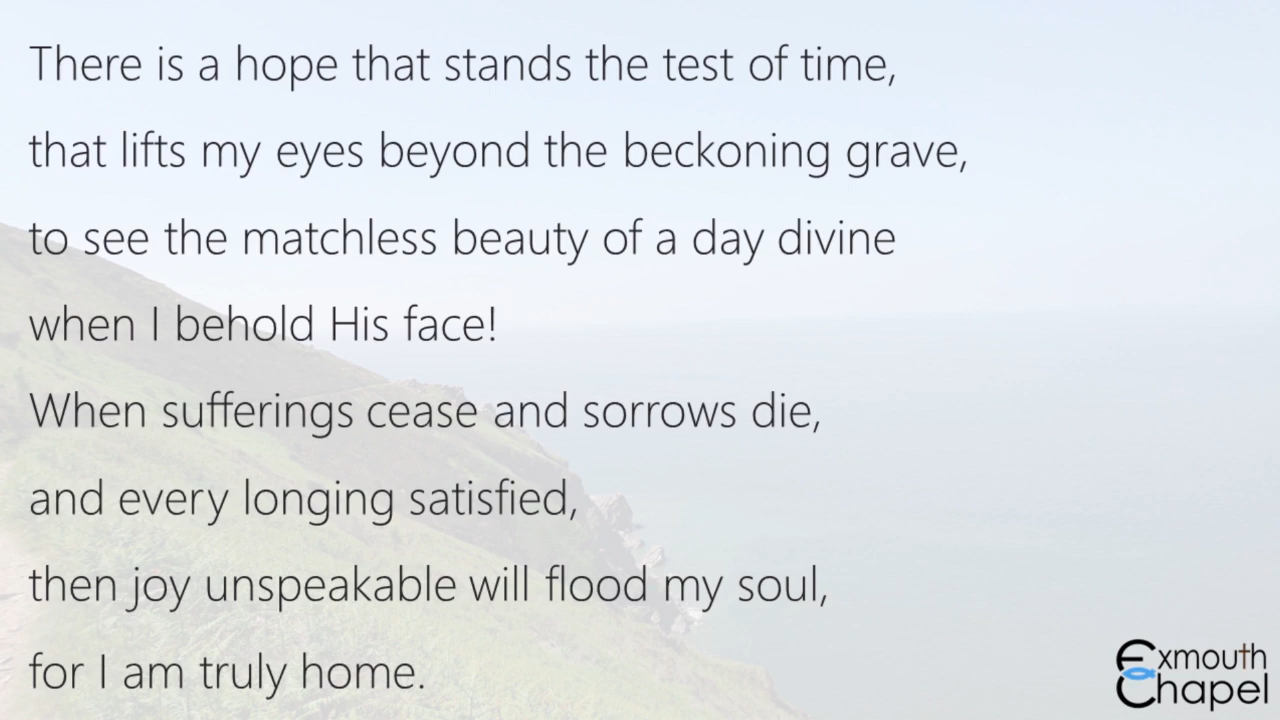 There is a hope that stands the test of time,
that lifts my eyes beyond the beckoning grave,
to see the matchless beauty of a day divine
when I behold His face!
When sufferings cease and sorrows die,
and every longing satisfied,
then joy unspeakable will flood my soul,
for I am truly home.
Exmouth
Chapel